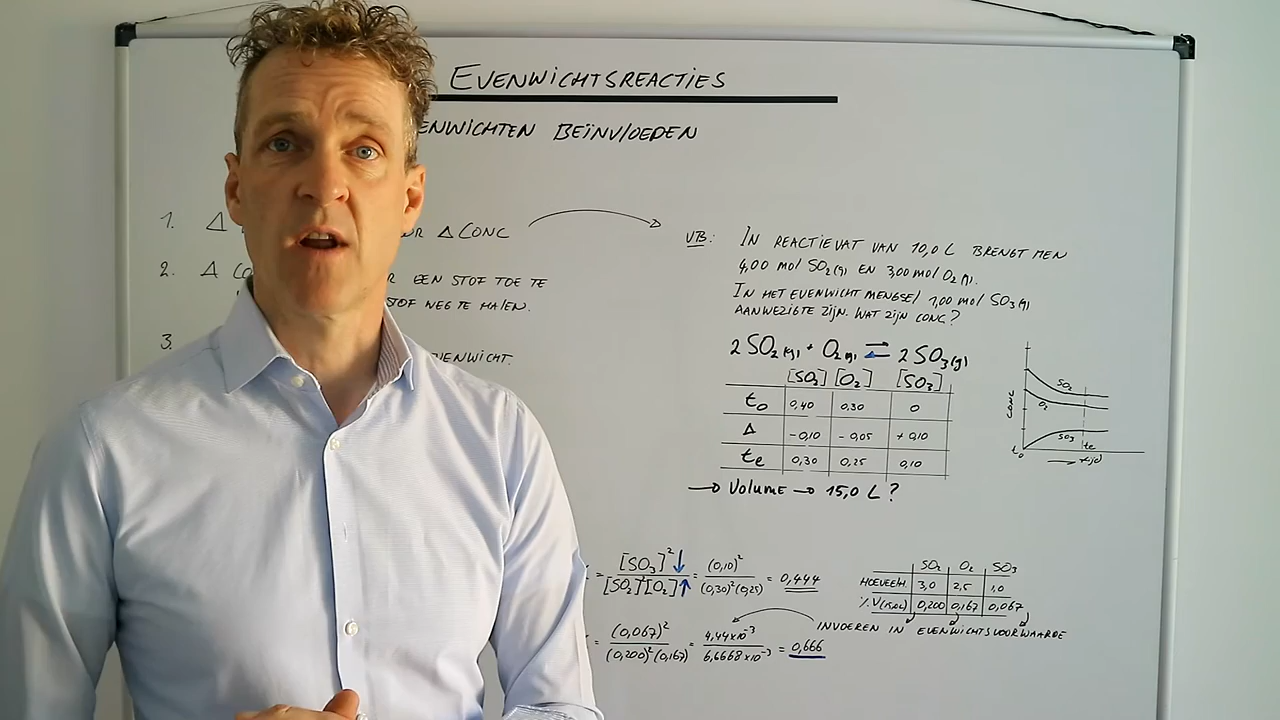 EVENWICHTSREACTIES
ENWICHTEN BEÏNVLOEDEN
1. Δ
Δ CONC
2. Δ
EEN STOF TOE TE
STOF WEG TE HALEN.
3.
VB: IN REACTIEVAT VAN 10,0 L BRENGT MEN
4,00 mol SO₂(g) EN 3,00 mol O₂(g).
IN HET EVENWICHT MENGSEL 1,00 mol SO₃(g)
AANWEZIGTE ZIJN. WAT ZIJN CONC?
2 SO₂(g) + O₂(g) ⇌ 2 SO₃(g)
[SO₂] [O₂] [SO₃]
t₀ 0,40 0,30 0
Δ -0,10 -0,05 +0,10
te 0,30 0,25 0,10
→ VOLUME → 15,0 L?
CONC
SO₂
O₂
SO₃
te
t₀
→ tijd
= [SO₃]² ↓ / [SO₂]²[O₂] ↑ = (0,10)² / (0,30)²(0,25) = 0,444
= (0,067)² / (0,200)²(0,167) = 4,44×10⁻³ / 6,6668×10⁻³ = 0,666
SO₂ O₂ SO₃
HOEVEELH. 3,0 2,5 1,0
0,200 0,167 0,067
INVOEREN IN EVENWICHTSVOORWAARDE